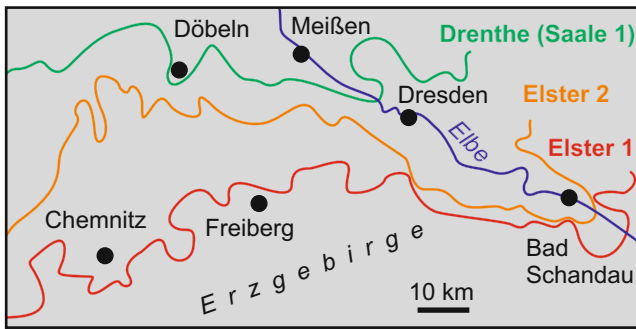 Döbeln
Meißen
Drenthe (Saale 1)
Dresden
Elster 2
Elbe
Elster 1
Chemnitz
Freiberg
Erzgebirge
Bad
Schandau
10 km